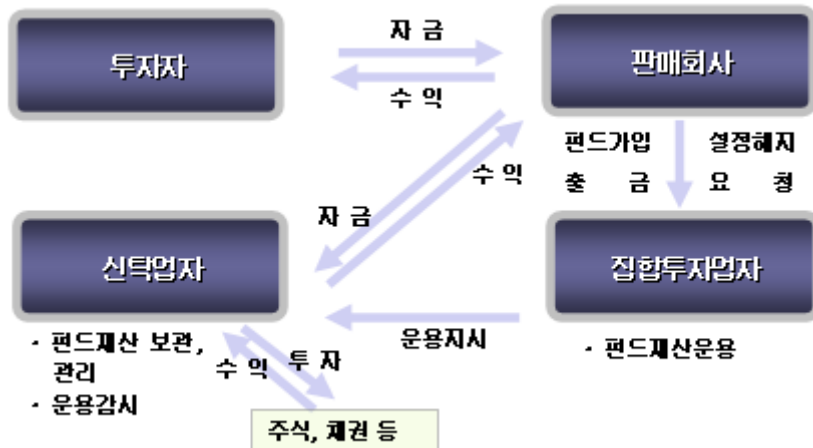 자 금
투자자
판매회사
수 익
펀드가입 설정해지
출 금 요 청
수 익
자 금
신탁업자
집합투자업자
운용지시
· 펀드재산 보관,
관리
· 운용감시
수 익
투 자
· 펀드재산운용
주식, 채권 등